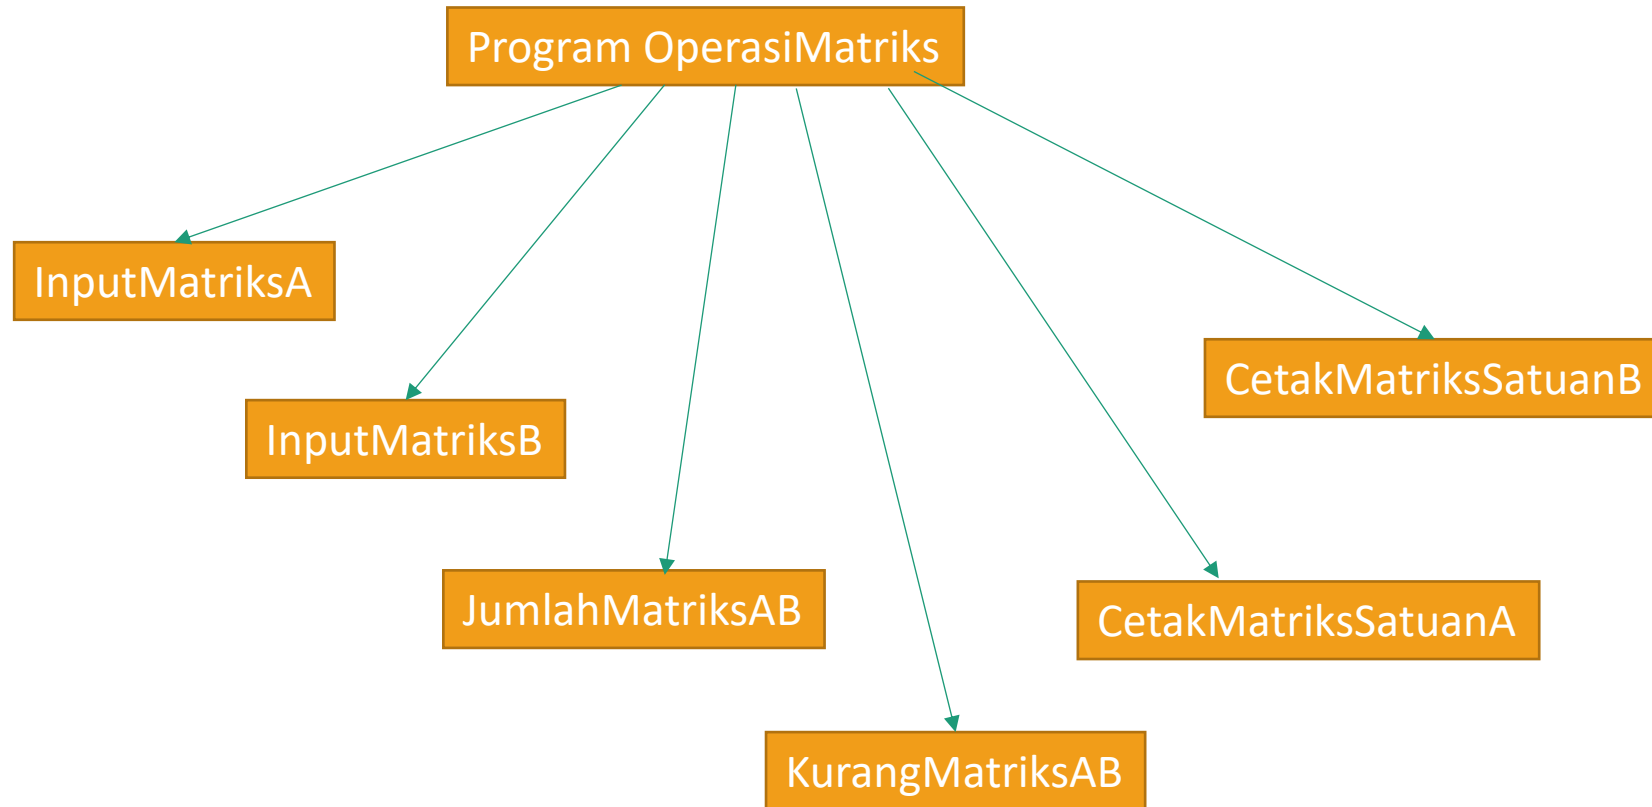 Program OperasiMatriks
InputMatriksA
CetakMatriksSatuanB
InputMatriksB
JumlahMatriksAB
CetakMatriksSatuanA
KurangMatriksAB